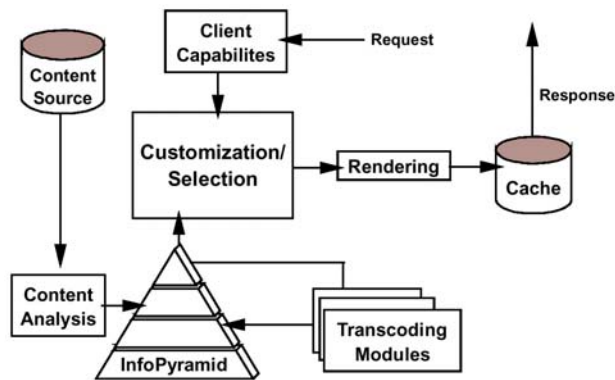 Content
Source
Client
Capabilites
Request
Response
Customization/
Selection
Rendering
Cache
Content
Analysis
InfoPyramid
Transcoding
Modules